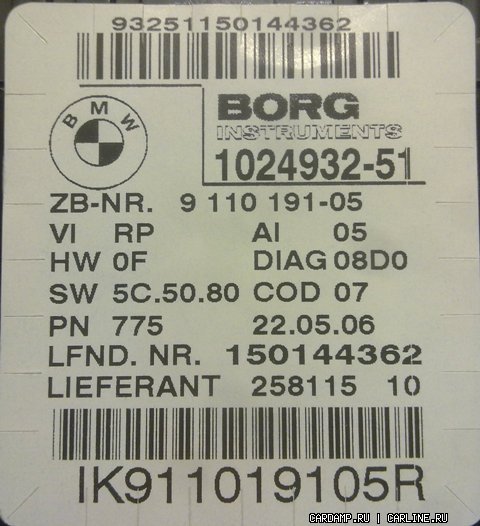 93251150144362
BMW
BORG
INSTRUMENTS
1024932-51
ZB-NR. 9 110 191-05
VI RP AI 05
HW 0F DIAG 08D0
SW 5C.50.80 COD 07
PN 775 22.05.06
LFND. NR. 150144362
LIEFERANT 258115 10
IK911019105R
CARDAMP.RU | CARLINE.RU